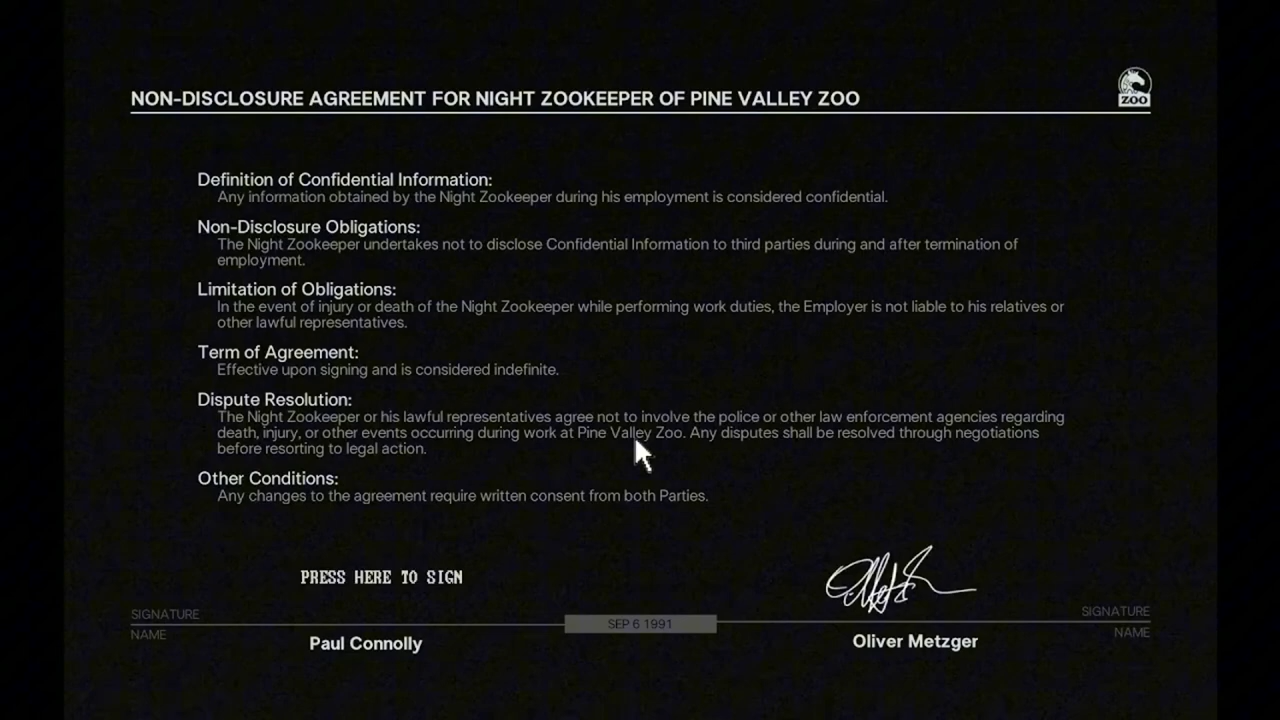 NON-DISCLOSURE AGREEMENT FOR NIGHT ZOOKEEPER OF PINE VALLEY ZOO
ZOO
Definition of Confidential Information:
Any information obtained by the Night Zookeeper during his employment is considered confidential.
Non-Disclosure Obligations:
The Night Zookeeper undertakes not to disclose Confidential Information to third parties during and after termination of
employment.
Limitation of Obligations:
In the event of injury or death of the Night Zookeeper while performing work duties, the Employer is not liable to his relatives or
other lawful representatives.
Term of Agreement:
Effective upon signing and is considered indefinite.
Dispute Resolution:
The Night Zookeeper or his lawful representatives agree not to involve the police or other law enforcement agencies regarding
death, injury, or other events occurring during work at Pine Valley Zoo. Any disputes shall be resolved through negotiations
before resorting to legal action.
Other Conditions:
Any changes to the agreement require written consent from both Parties.
PRESS HERE TO SIGN
SIGNATURE
NAME
Paul Connolly
SEP 6 1991
SIGNATURE
NAME
Oliver Metzger